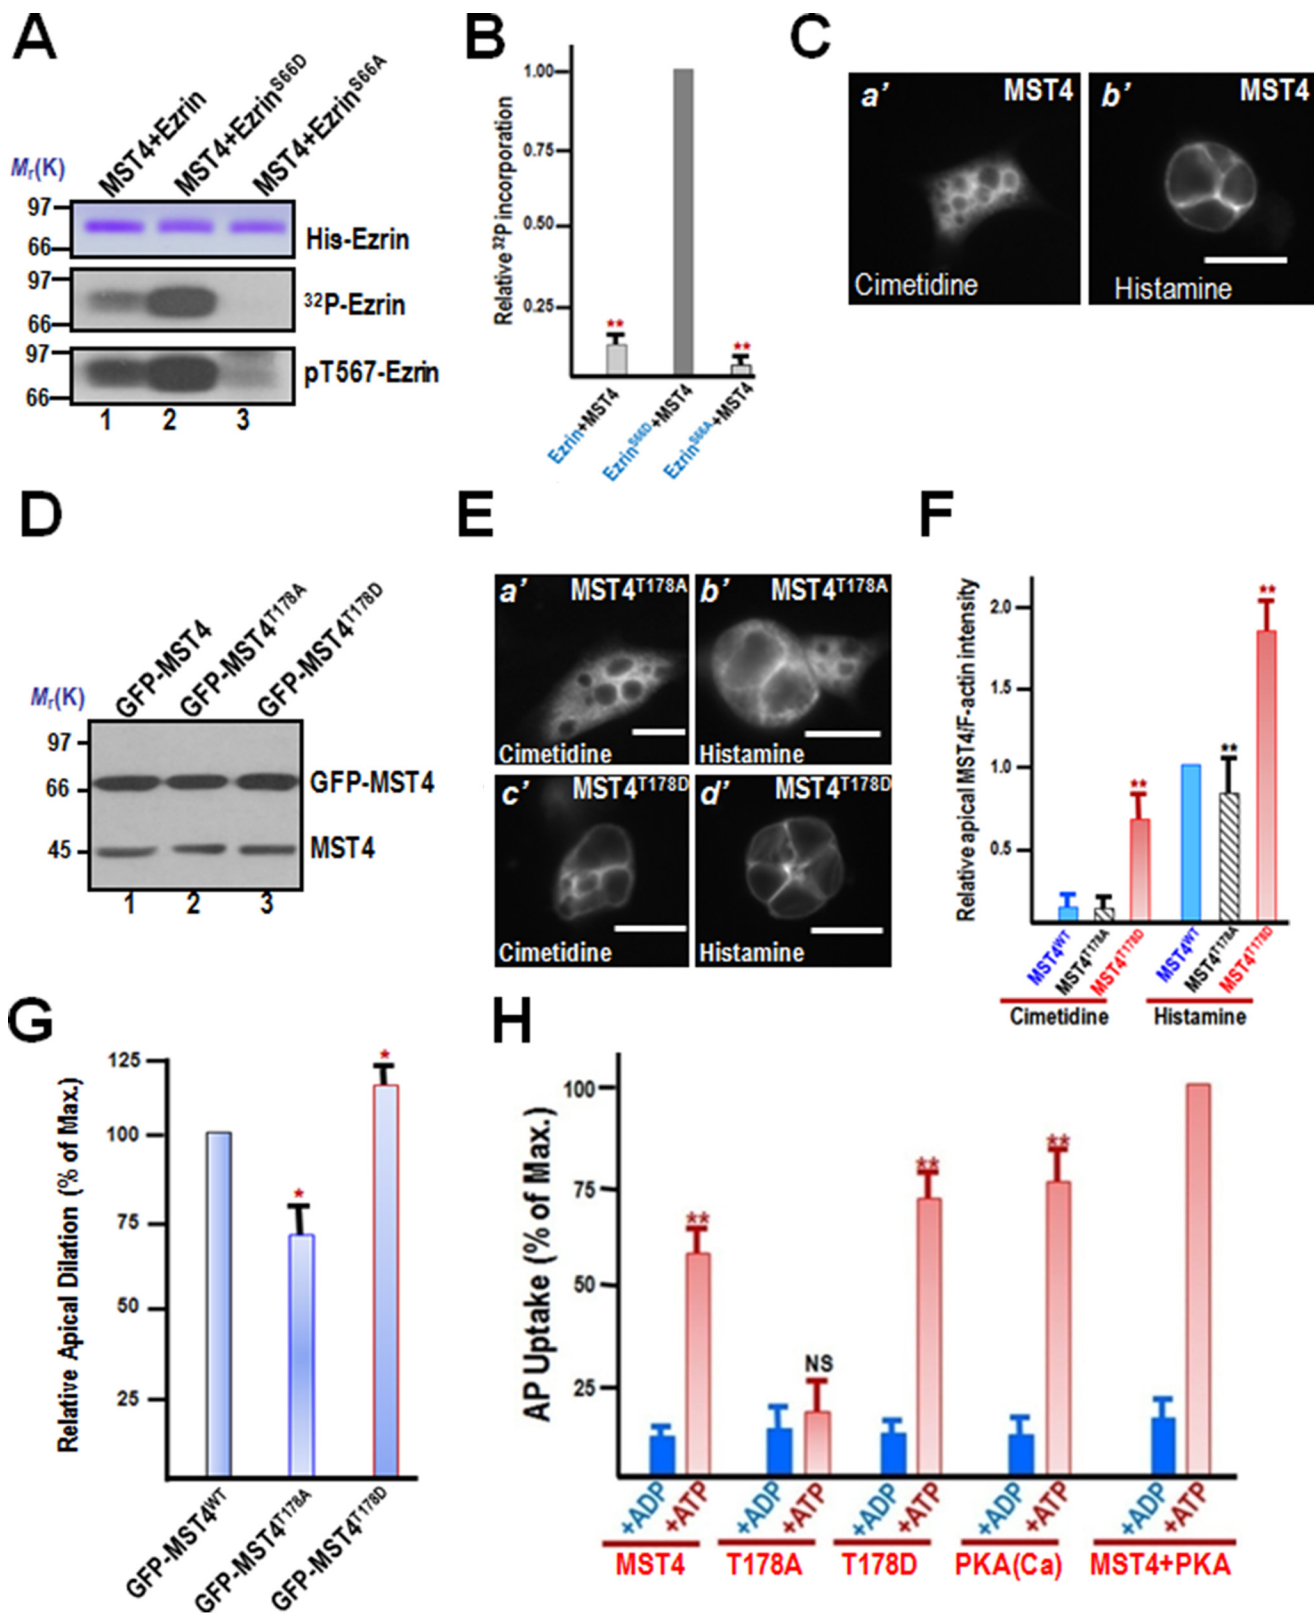 A
MST4+Ezrin
MST4+Ezrin^S66D
MST4+Ezrin^S66A
Mr(K)
97
66
His-Ezrin
97
66
32P-Ezrin
97
66
pT567-Ezrin
1 2 3
B
Relative 32P incorporation
1.00
0.75
0.50
0.25
**
**
Ezrin+MST4
Ezrin^S66D+MST4
Ezrin^S66A+MST4
C
a’ MST4
Cimetidine
b’ MST4
Histamine
D
GFP-MST4
GFP-MST4^T178A
GFP-MST4^T178D
Mr(K)
97
66
45
GFP-MST4
MST4
1 2 3
E
a’ MST4^T178A
Cimetidine
b’ MST4^T178A
Histamine
c’ MST4^T178D
Cimetidine
d’ MST4^T178D
Histamine
F
Relative apical MST4/F-actin intensity
2.0
1.5
1.0
0.5
**
**
**
MST4^WT
MST4^T178A
MST4^T178D
MST4^WT
MST4^T178A
MST4^T178D
Cimetidine
Histamine
G
Relative Apical Dilation (% of Max.)
125
100
75
50
25
*
*
GFP-MST4^WT
GFP-MST4^T178A
GFP-MST4^T178D
H
AP Uptake (% of Max.)
100
75
50
25
**
NS
**
**
+ADP +ATP +ADP +ATP +ADP +ATP +ADP +ATP +ADP +ATP
MST4 T178A T178D PKA(Ca) MST4+PKA